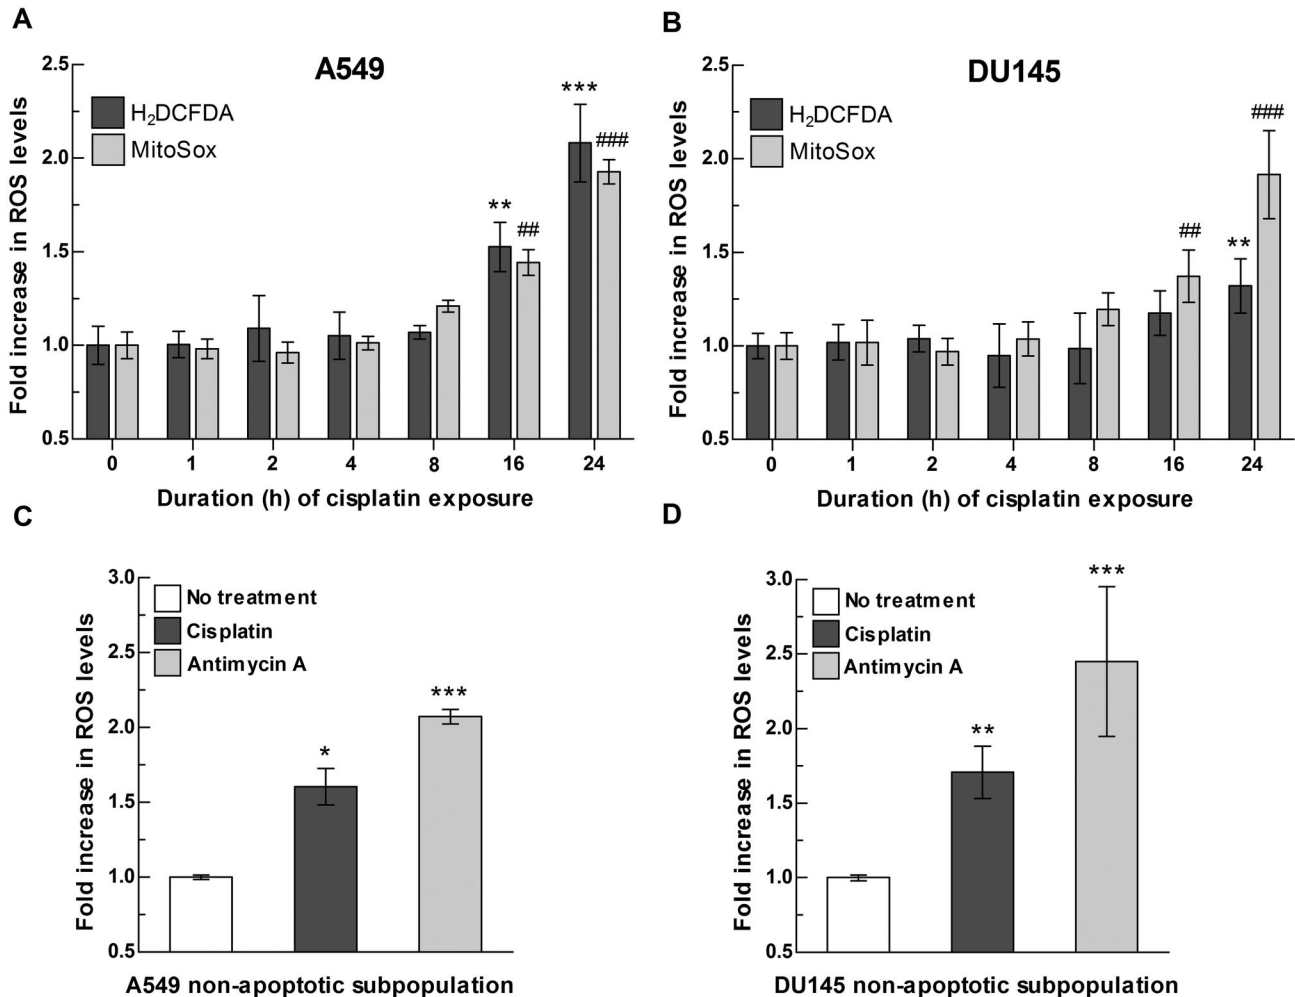 A
A549
Fold increase in ROS levels
2.5
2.0
1.5
1.0
0.5
H₂DCFDA
MitoSox
**
##
***
###
0 1 2 4 8 16 24
Duration (h) of cisplatin exposure
B
DU145
Fold increase in ROS levels
2.5
2.0
1.5
1.0
0.5
H₂DCFDA
MitoSox
##
**
###
0 1 2 4 8 16 24
Duration (h) of cisplatin exposure
C
Fold increase in ROS levels
3.0
2.5
2.0
1.5
1.0
0.5
No treatment
Cisplatin
Antimycin A
*
***
A549 non-apoptotic subpopulation
D
Fold increase in ROS levels
3.0
2.5
2.0
1.5
1.0
0.5
No treatment
Cisplatin
Antimycin A
**
***
DU145 non-apoptotic subpopulation